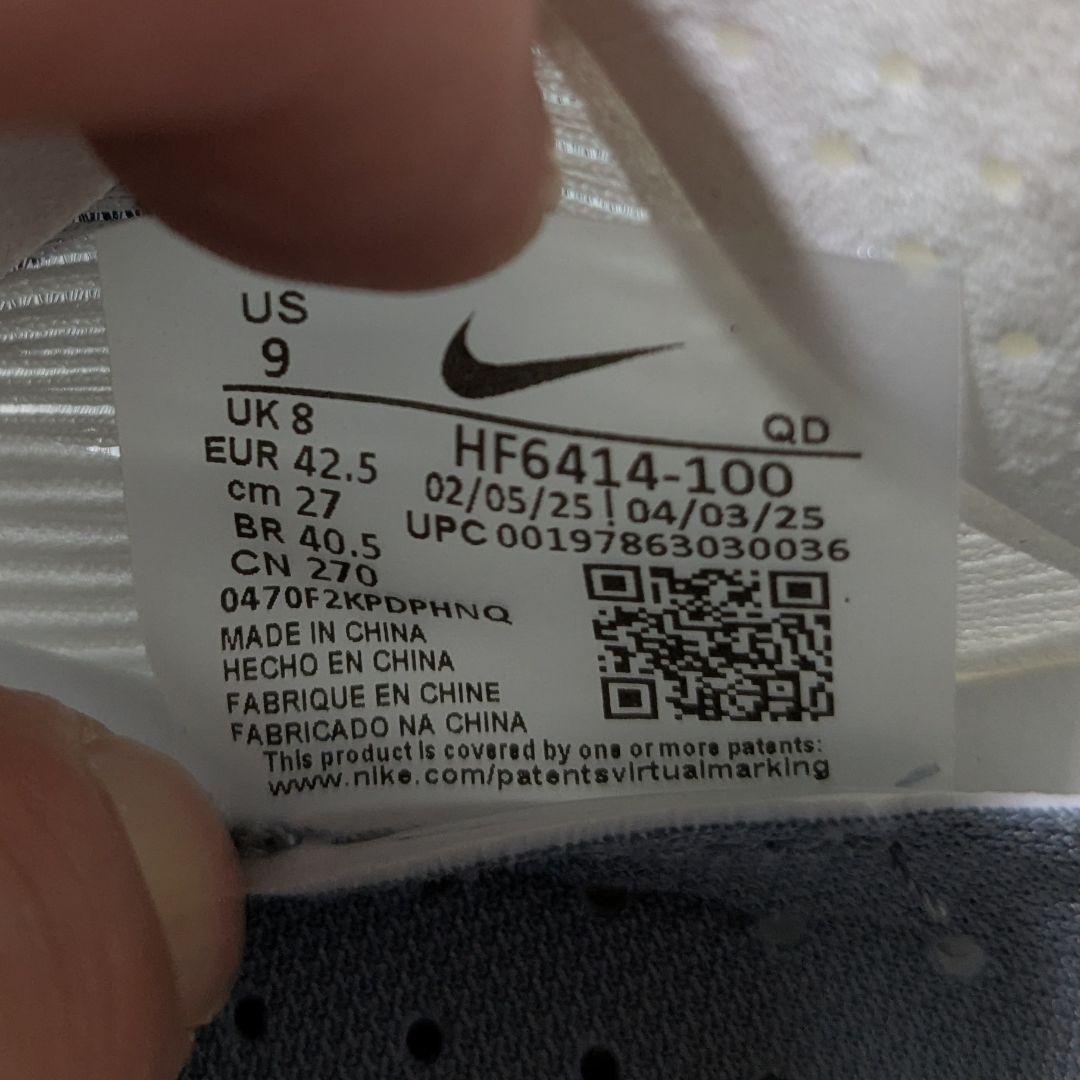 US
9
UK 8
EUR 42.5
cm 27
BR 40.5
CN 270
QD
HF6414-100
02/05/25 | 04/03/25
UPC 00197863030036
0470F2KPDPHNQ
MADE IN CHINA
HECHO EN CHINA
FABRIQUE EN CHINE
FABRICADO NA CHINA
This product is covered by one or more patents:
www.nike.com/patentsvirtualmarking